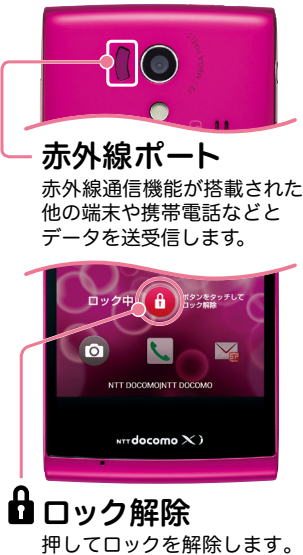 赤外線ポート
赤外線通信機能が搭載された
他の端末や携帯電話などと
データを送受信します。
ロック中
ボタンをタッチして
ロック解除
NTT DOCOMO|NTT DOCOMO
NTT docomo Xi
ロック解除
押してロックを解除します。